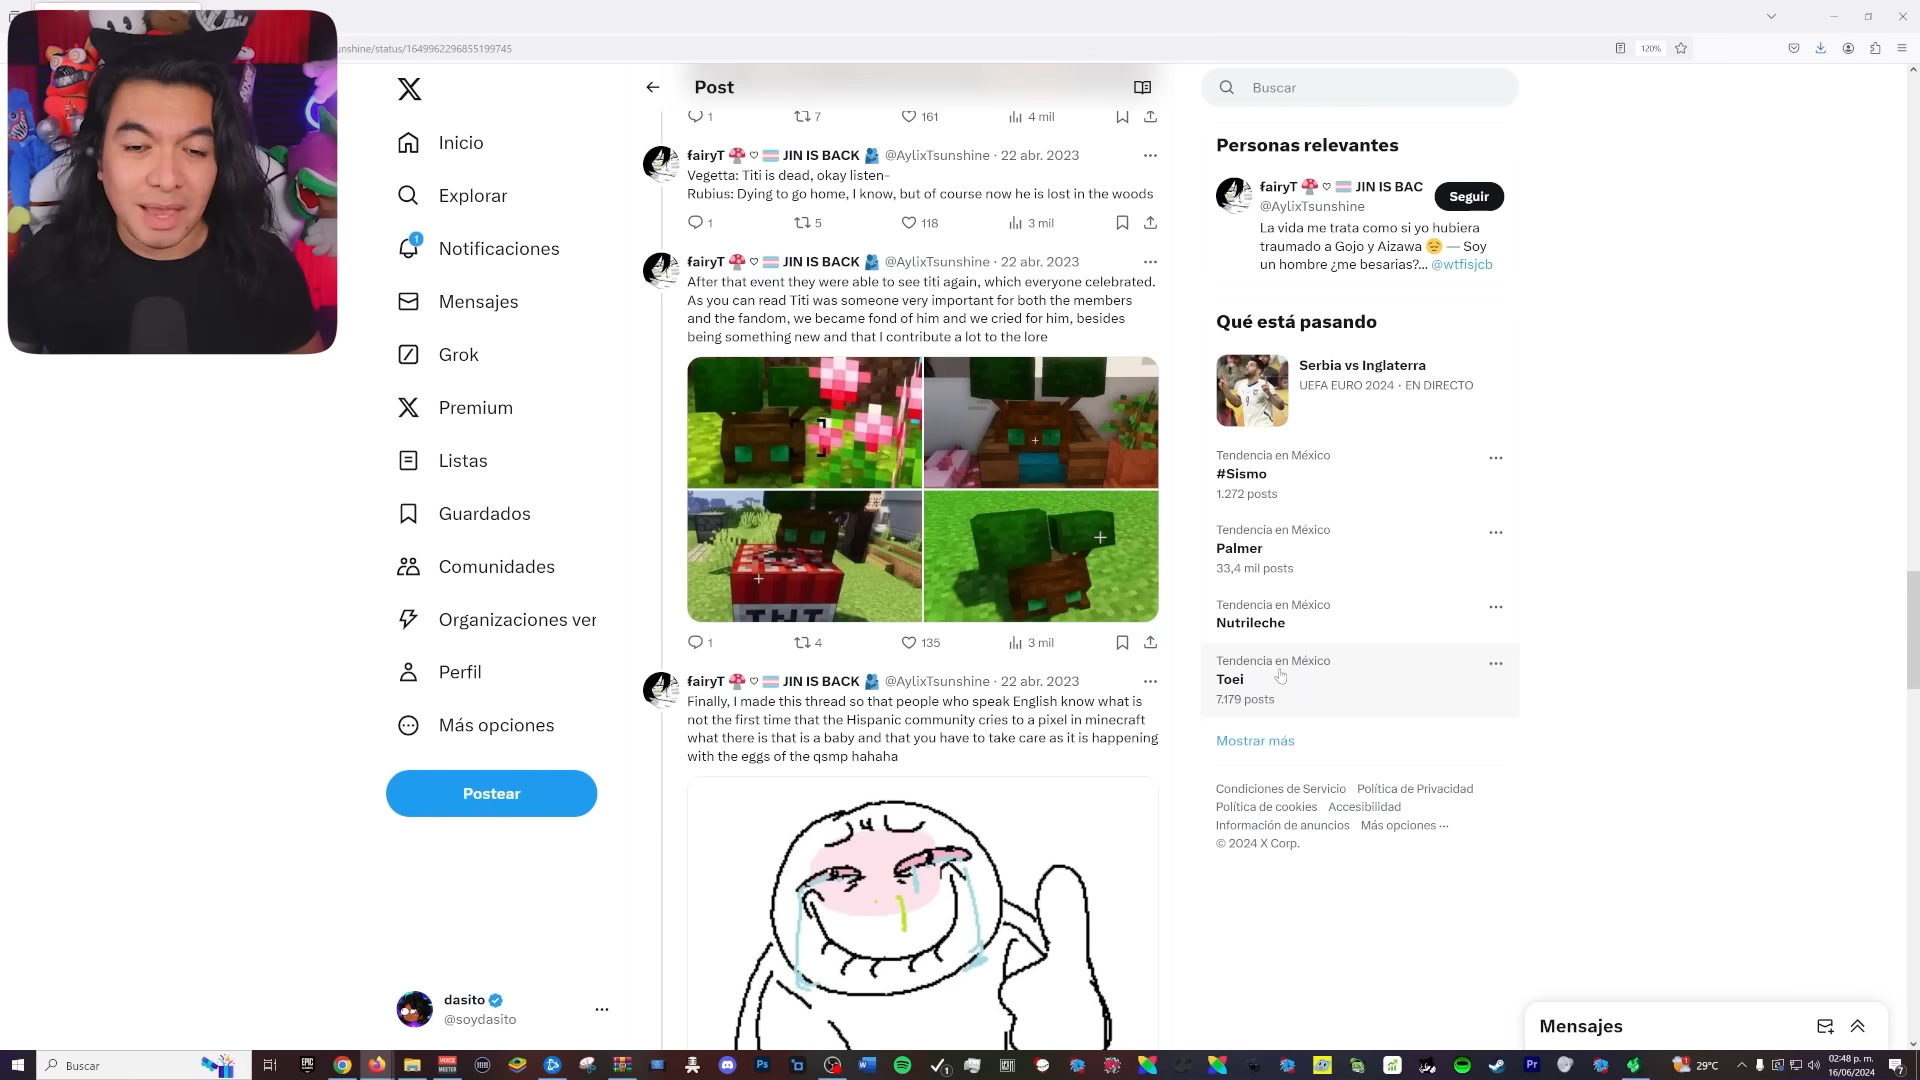 unshine/status/1649962296855199745
120%
Post
Buscar
Inicio
Explorar
1
Notificaciones
Mensajes
Grok
Premium
Listas
Guardados
Comunidades
Organizaciones ver
Perfil
Más opciones
Postear
dasito
@soydasito
1 7 161 4 mil
fairyT 🍄 ♡ JIN IS BACK @AylixTsunshine · 22 abr. 2023
Vegetta: Titi is dead, okay listen-
Rubius: Dying to go home, I know, but of course now he is lost in the woods
1 5 118 3 mil
fairyT 🍄 ♡ JIN IS BACK @AylixTsunshine · 22 abr. 2023
After that event they were able to see titi again, which everyone celebrated.
As you can read Titi was someone very important for both the members
and the fandom, we became fond of him and we cried for him, besides
being something new and that I contribute a lot to the lore
TNT
1 4 135 3 mil
fairyT 🍄 ♡ JIN IS BACK @AylixTsunshine · 22 abr. 2023
Finally, I made this thread so that people who speak English know what is
not the first time that the Hispanic community cries to a pixel in minecraft
what there is that is a baby and that you have to take care as it is happening
with the eggs of the qsmp hahaha
Personas relevantes
fairyT 🍄 ♡ JIN IS BAC
Seguir
@AylixTsunshine
La vida me trata como si yo hubiera
traumado a Gojo y Aizawa 😔 — Soy
un hombre ¿me besarias?... @wtfisjcb
Qué está pasando
Serbia vs Inglaterra
UEFA EURO 2024 · EN DIRECTO
Tendencia en México
#Sismo
1.272 posts
Tendencia en México
Palmer
33,4 mil posts
Tendencia en México
Nutrileche
Tendencia en México
Toei
7.179 posts
Mostrar más
Condiciones de Servicio Política de Privacidad
Política de cookies Accesibilidad
Información de anuncios Más opciones ···
© 2024 X Corp.
Mensajes
Buscar
EPIC GAMES
VOICE MEETER
Ps
Pr
29°C
02:48 p. m.
16/06/2024
7